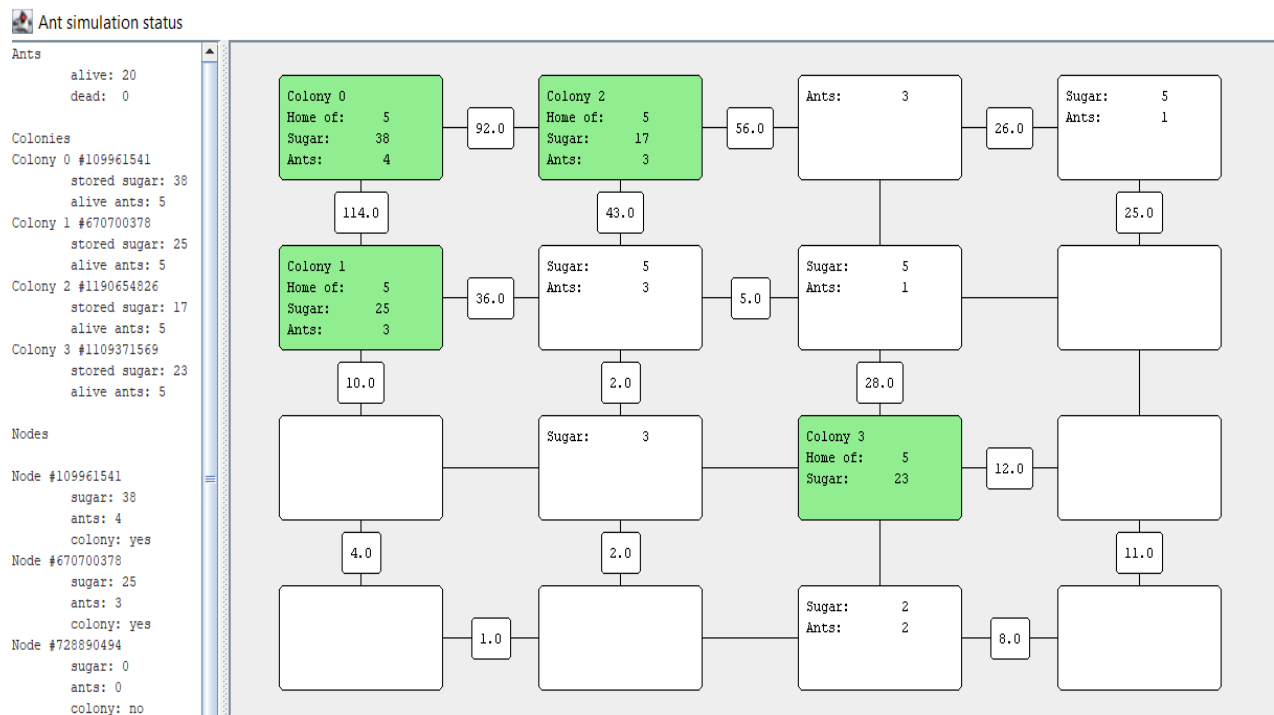 Ant simulation status
Ants
alive: 20
dead: 0
Colonies
Colony 0 #109961541
stored sugar: 38
alive ants: 5
Colony 1 #670700378
stored sugar: 25
alive ants: 5
Colony 2 #1190654826
stored sugar: 17
alive ants: 5
Colony 3 #1109371569
stored sugar: 23
alive ants: 5
Nodes
Node #109961541
sugar: 38
ants: 4
colony: yes
Node #670700378
sugar: 25
ants: 3
colony: yes
Node #728890494
sugar: 0
ants: 0
colony: no
Colony 0
Home of: 5
Sugar: 38
Ants: 4
92.0
Colony 2
Home of: 5
Sugar: 17
Ants: 3
56.0
Ants: 3
26.0
Sugar: 5
Ants: 1
114.0
43.0
25.0
Colony 1
Home of: 5
Sugar: 25
Ants: 3
36.0
Sugar: 5
Ants: 3
5.0
Sugar: 5
Ants: 1
10.0
2.0
28.0
Sugar: 3
Colony 3
Home of: 5
Sugar: 23
12.0
4.0
2.0
11.0
1.0
Sugar: 2
Ants: 2
8.0